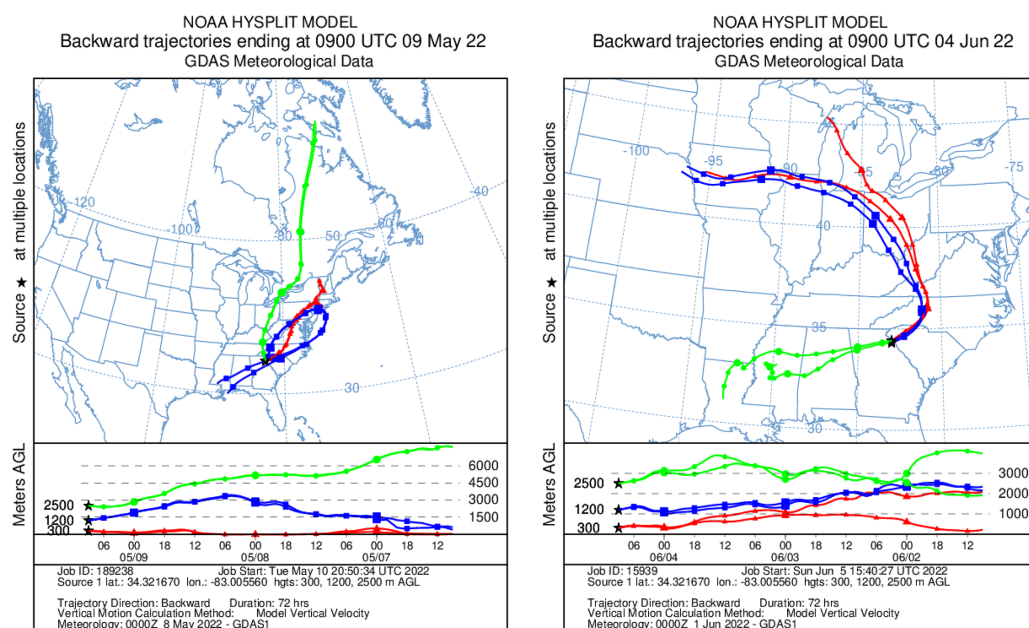 NOAA HYSPLIT MODEL
Backward trajectories ending at 0900 UTC 09 May 22
GDAS Meteorological Data
Source ★ at multiple locations
-120
-100
-80
-60
-40
50
30
Meters AGL
2500
1200
300
6000
4500
3000
1500
06 00 18 12 06 00 18 12 06 00 18 12
05/09 05/08 05/07
Job ID: 189238 Job Start: Tue May 10 20:50:34 UTC 2022
Source 1 lat.: 34.321670 lon.: -83.005560 hgts: 300, 1200, 2500 m AGL
Trajectory Direction: Backward Duration: 72 hrs
Vertical Motion Calculation Method: Model Vertical Velocity
Meteorology: 0000Z 8 May 2022 - GDAS1
NOAA HYSPLIT MODEL
Backward trajectories ending at 0900 UTC 04 Jun 22
GDAS Meteorological Data
Source ★ at multiple locations
-100
-95
-90
-80
-75
40
35
30
Meters AGL
2500
1200
300
3000
2000
1000
06 00 18 12 06 00 18 12 06 00 18 12
06/04 06/03 06/02
Job ID: 15939 Job Start: Sun Jun 5 15:40:27 UTC 2022
Source 1 lat.: 34.321670 lon.: -83.005560 hgts: 300, 1200, 2500 m AGL
Trajectory Direction: Backward Duration: 72 hrs
Vertical Motion Calculation Method: Model Vertical Velocity
Meteorology: 0000Z 1 Jun 2022 - GDAS1